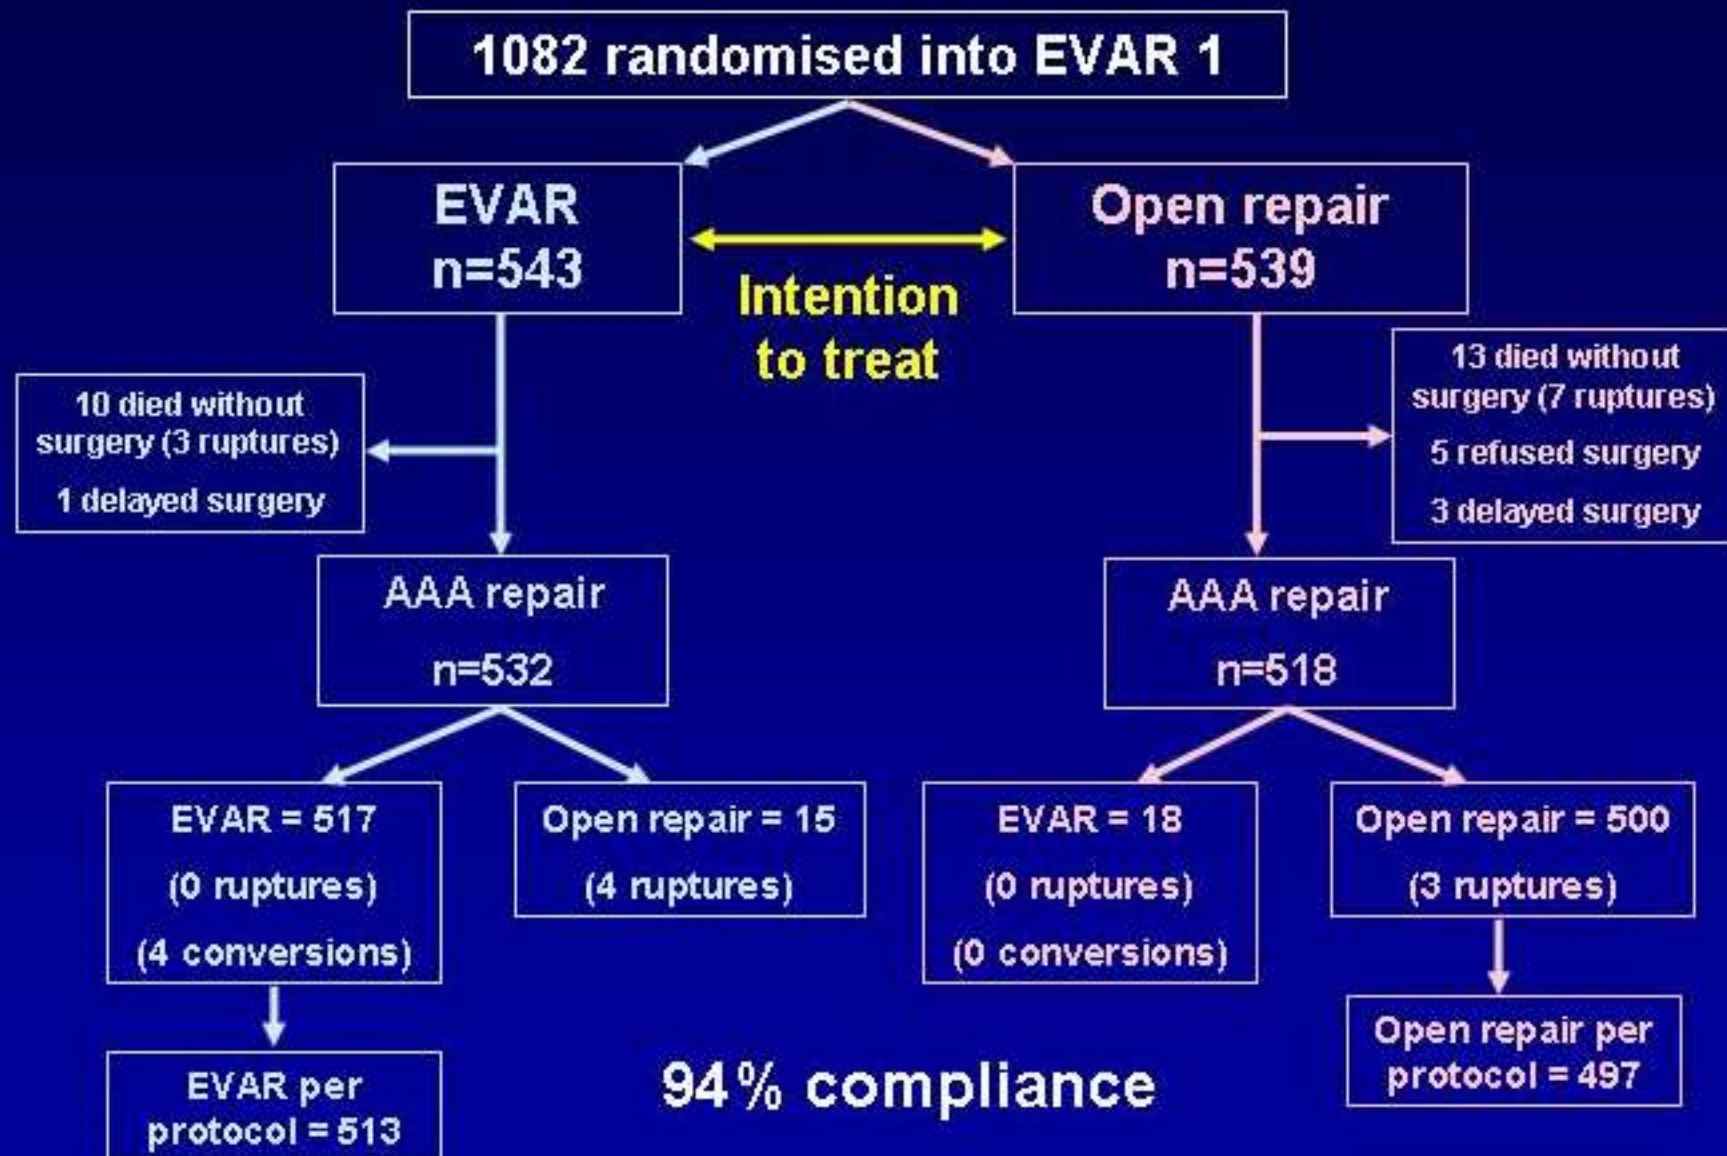 1082 randomised into EVAR 1
EVAR
n=543
Open repair
n=539
Intention
to treat
10 died without
surgery (3 ruptures)
1 delayed surgery
13 died without
surgery (7 ruptures)
5 refused surgery
3 delayed surgery
AAA repair
n=532
AAA repair
n=518
EVAR = 517
(0 ruptures)
(4 conversions)
Open repair = 15
(4 ruptures)
EVAR = 18
(0 ruptures)
(0 conversions)
Open repair = 500
(3 ruptures)
EVAR per
protocol = 513
94% compliance
Open repair per
protocol = 497